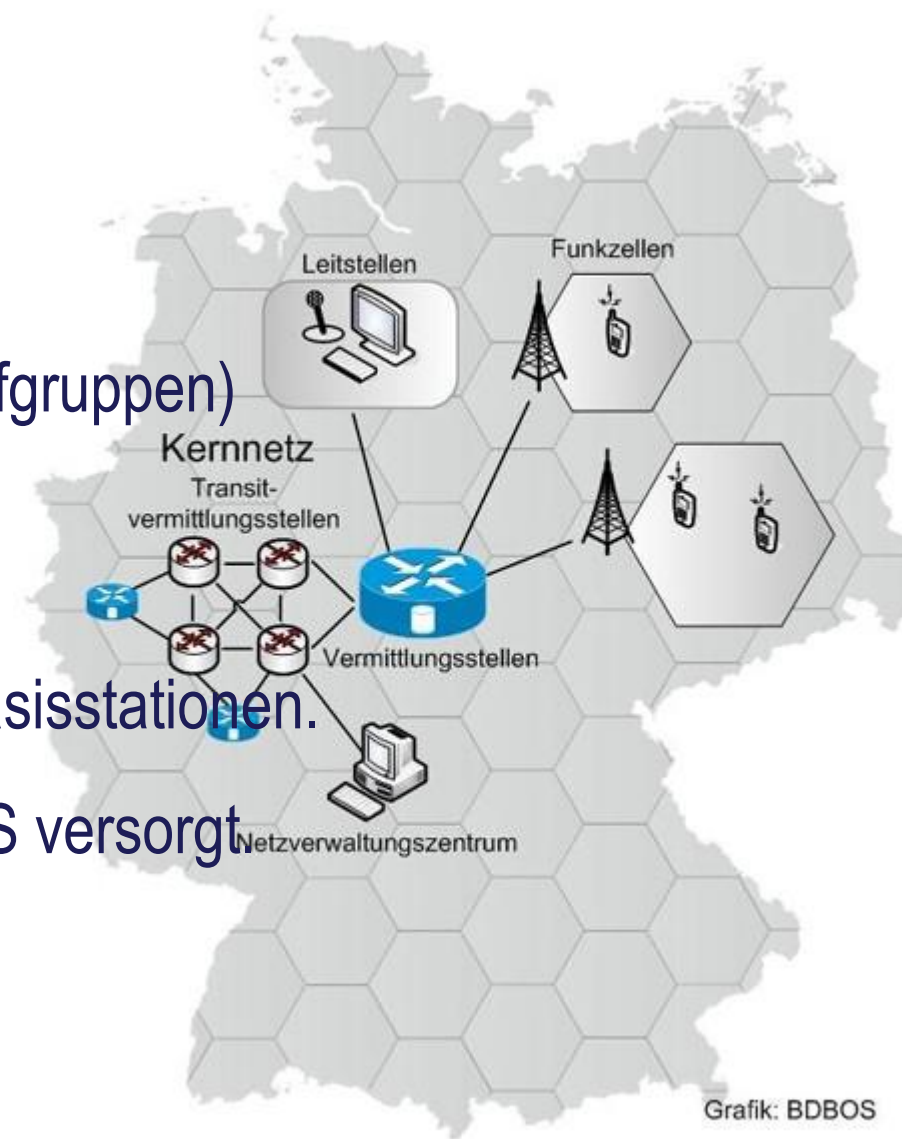 Funkzellen
Leitstellen
fgruppen)
Kernnetz
Transit-
vermittlungsstellen
Vermittlungsstellen
sisstationen.
S versorgt.
Netzverwaltungszentrum
Grafik: BDBOS